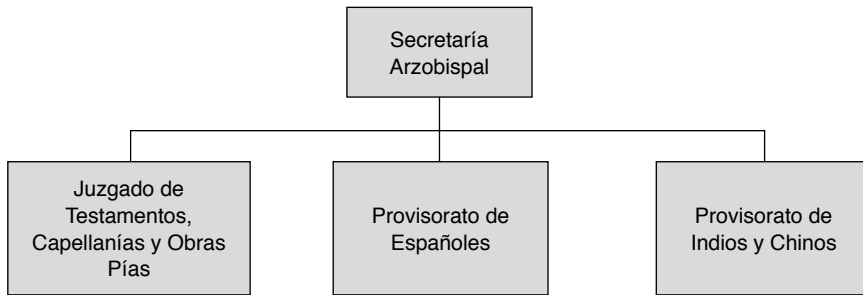 Secretaría
Arzobispal
Juzgado de
Testamentos,
Capellanías y Obras
Pías
Provisorato de
Españoles
Provisorato de
Indios y Chinos